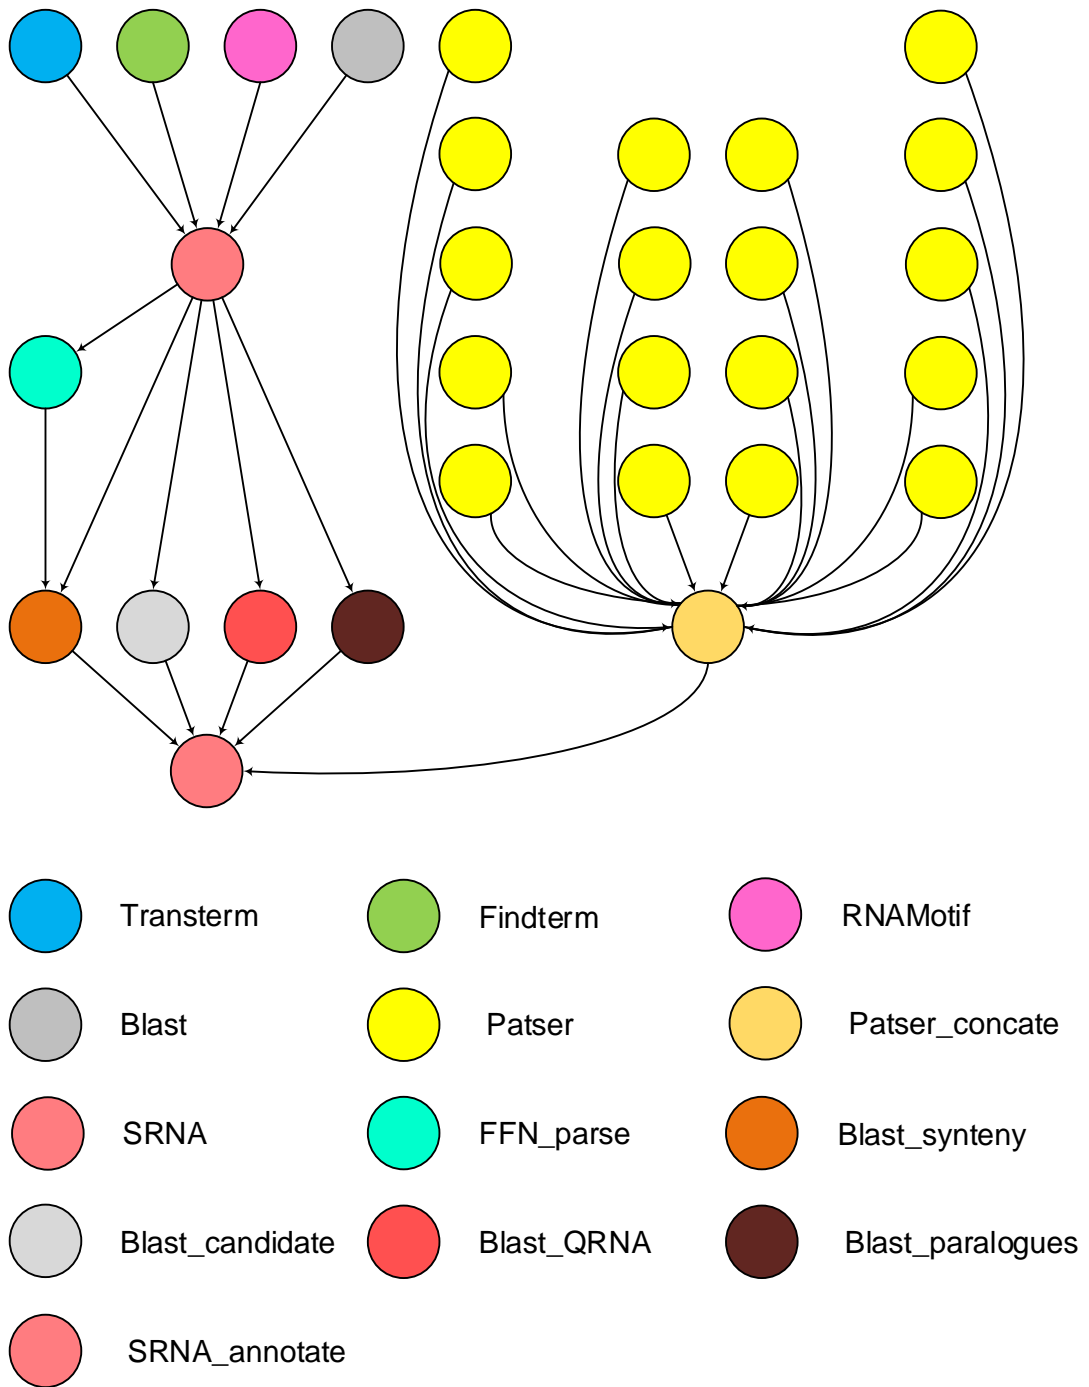 Transterm
Findterm
RNAMotif
Blast
Patser
Patser_concate
SRNA
FFN_parse
Blast_synteny
Blast_candidate
Blast_QRNA
Blast_paralogues
SRNA_annotate